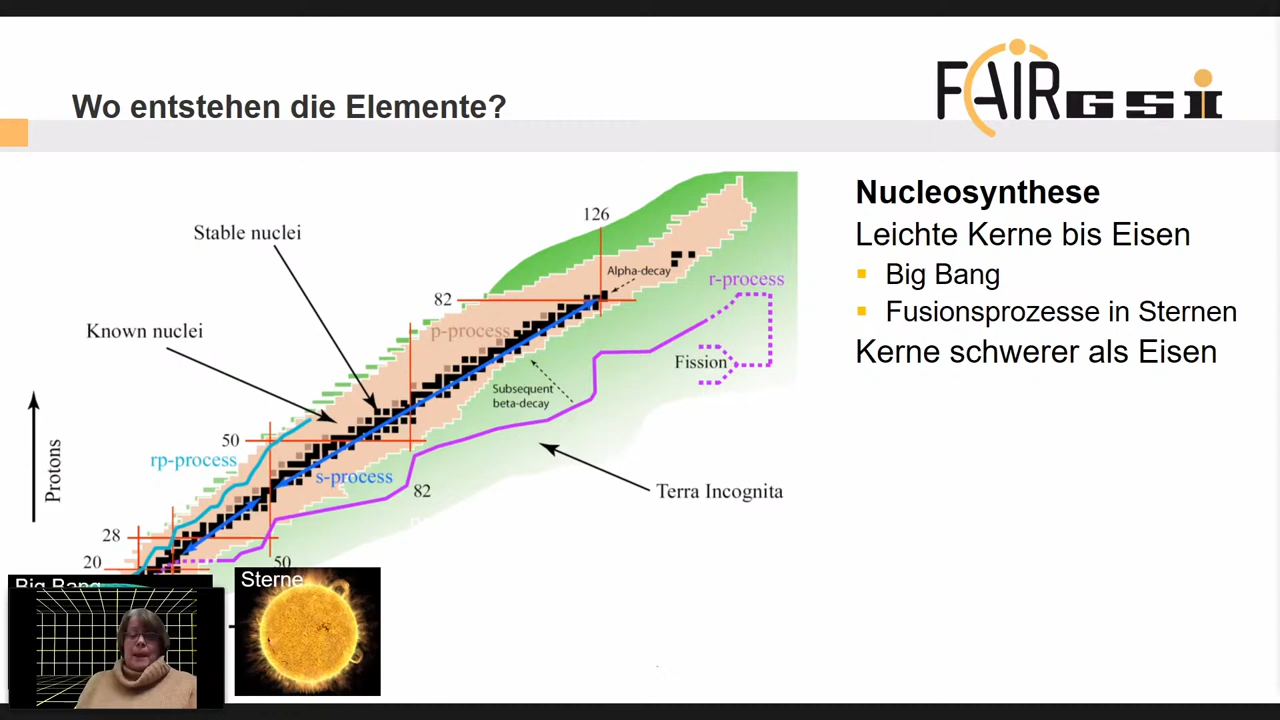 Wo entstehen die Elemente?
FAIR GSI
Nucleosynthese
Leichte Kerne bis Eisen
Big Bang
Fusionsprozesse in Sternen
Kerne schwerer als Eisen
126
Stable nuclei
Alpha-decay
r-process
82
Known nuclei
p-process
Fission
Subsequent
beta-decay
50
rp-process
s-process
Protons
82
Terra Incognita
28
20
50
Big Bang
Sterne